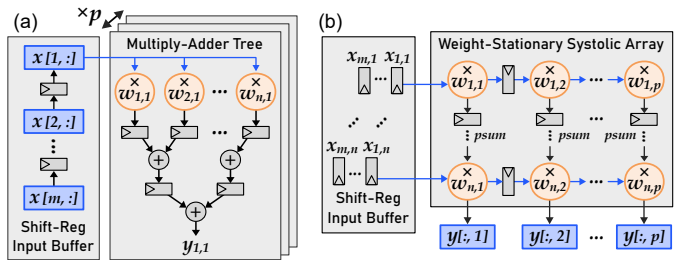 (a)
×p
x[1, :]
x[2, :]
x[m, :]
Shift-Reg
Input Buffer
Multiply-Adder Tree
× × ×
w1,1 w2,1 ... wn,1
...
+ +
+
y1,1
(b)
xm,1 ... x1,1
... ...
xm,n ... x1,n
Shift-Reg
Input Buffer
Weight-Stationary Systolic Array
× × ×
w1,1 w1,2 ... w1,p
psum psum psum
× × ×
wn,1 wn,2 ... wn,p
y[:, 1] y[:, 2] ... y[:, p]